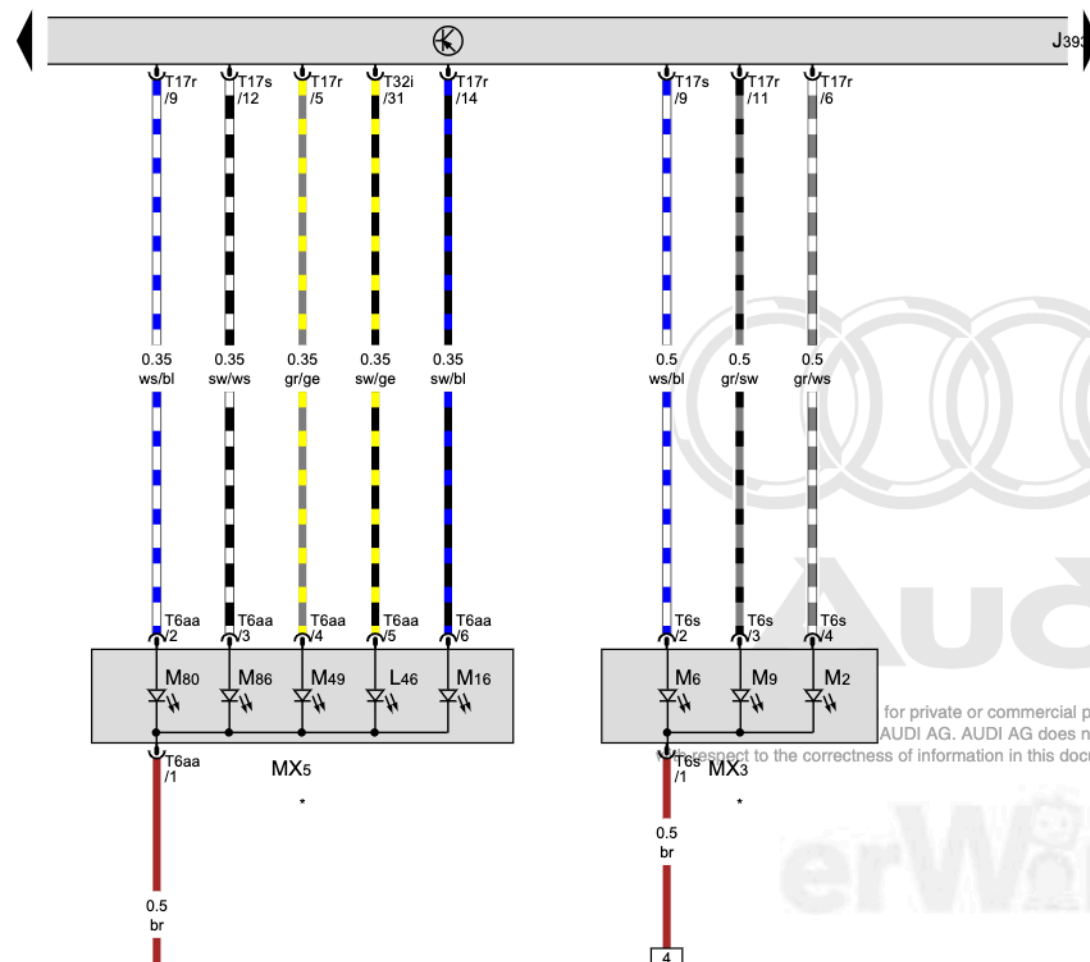 J393
T17r T17s T17r T32i T17r T17s T17r T17r
/9 /12 /5 /31 /14 /9 /11 /6
0.35 0.35 0.35 0.35 0.35 0.5 0.5 0.5
ws/bl sw/ws gr/ge sw/ge sw/bl ws/bl gr/sw gr/ws
T6aa T6aa T6aa T6aa T6aa T6s T6s T6s
/2 /3 /4 /5 /6 /2 /3 /4
M80 M86 M49 L46 M16 M6 M9 M2
for private or commercial p
AUDI AG. AUDI AG does n
respect to the correctness of information in this docu
T6aa MX5 T6s MX3
/1 /1
* *
0.5
br
0.5
br
4
Aud
erWi